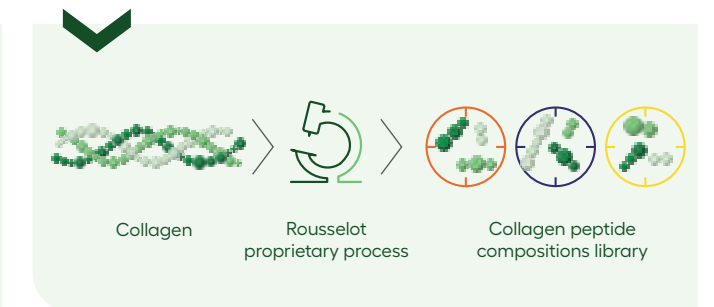 Collagen
Rousselot
proprietary process
Collagen peptide
compositions library